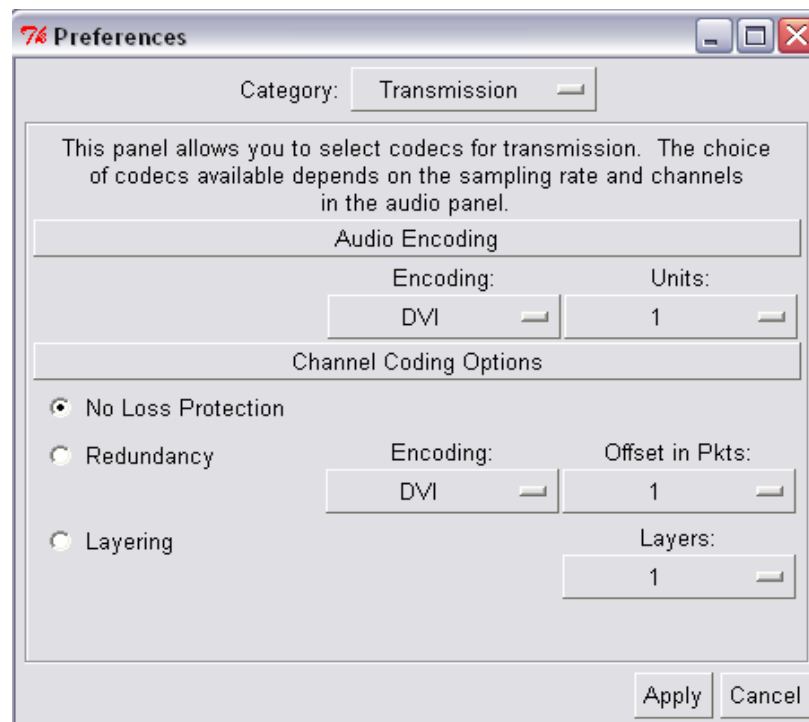 Preferences
Category: Transmission
This panel allows you to select codecs for transmission. The choice
of codecs available depends on the sampling rate and channels
in the audio panel.
Audio Encoding
Encoding: Units:
DVI 1
Channel Coding Options
No Loss Protection
Redundancy Encoding: Offset in Pkts:
DVI 1
Layering Layers:
1
Apply Cancel